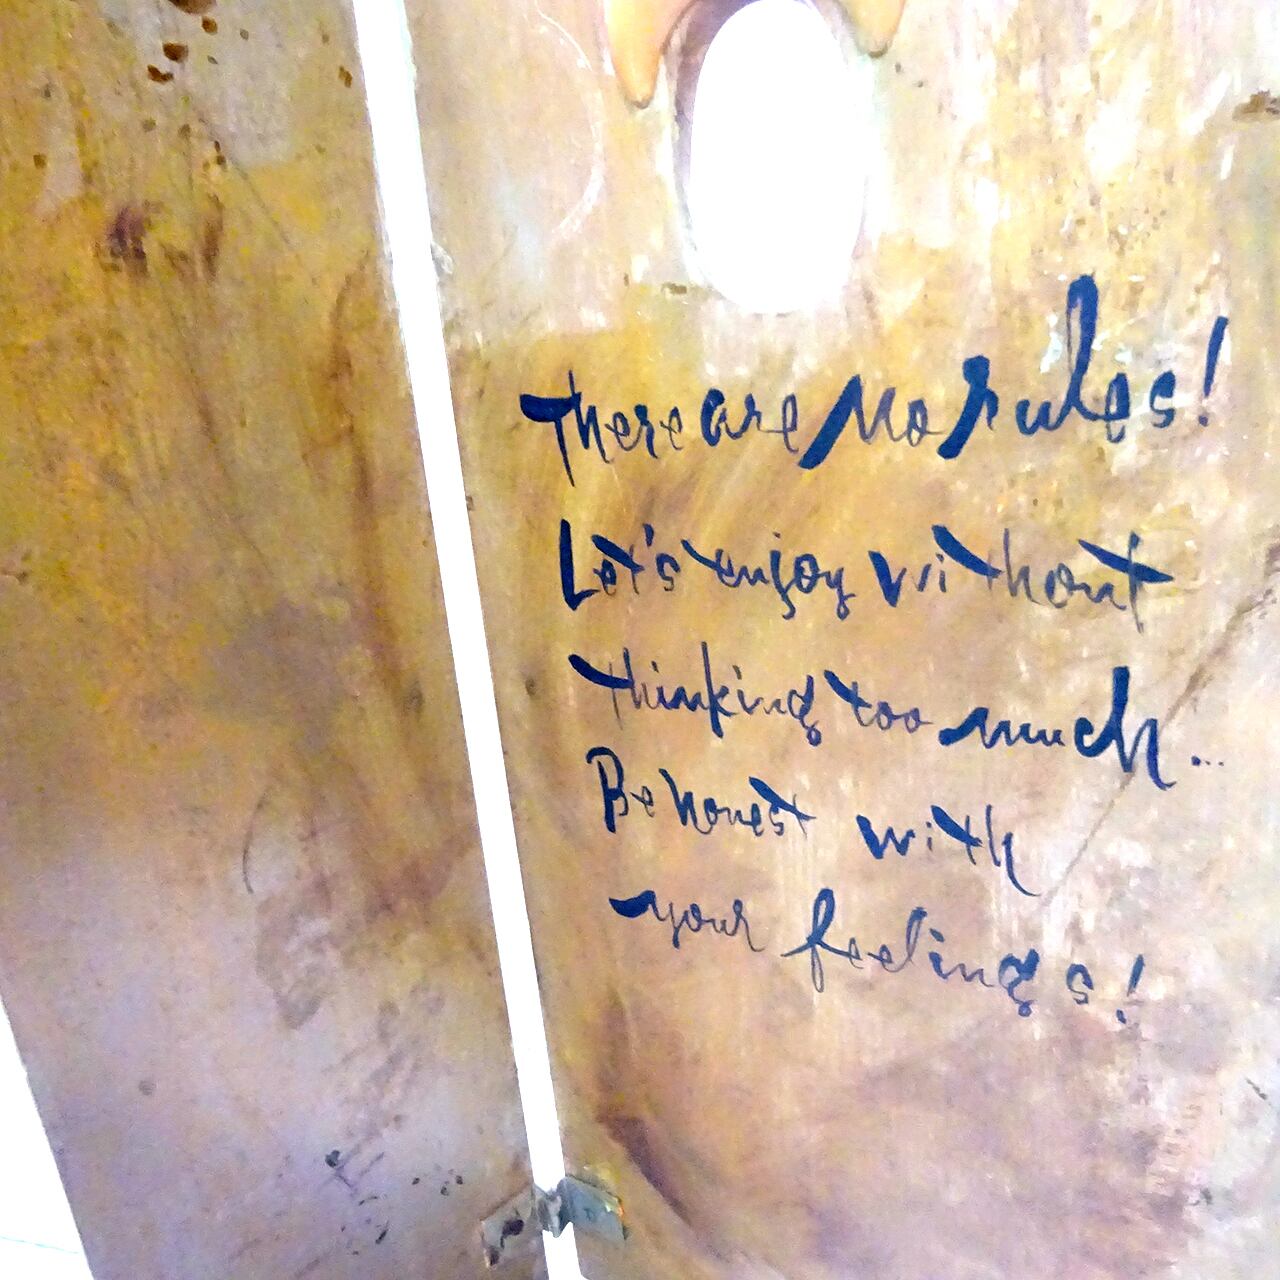 There are No rules!
Let's enjoy without
thinking too much...
Be honest with
your feelings!